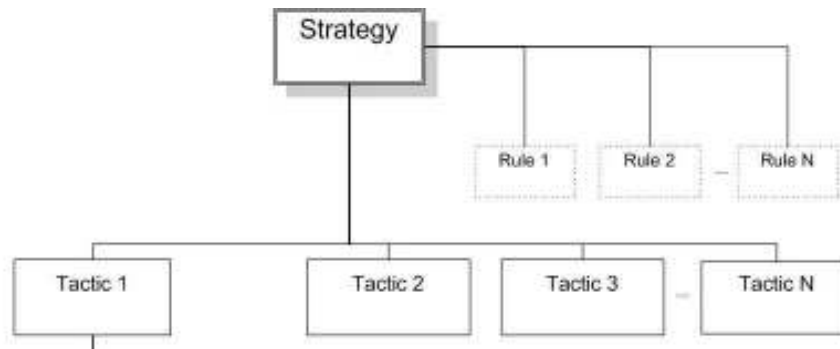 Strategy
Rule 1
Rule 2
...
Rule N
Tactic 1
Tactic 2
Tactic 3
...
Tactic N